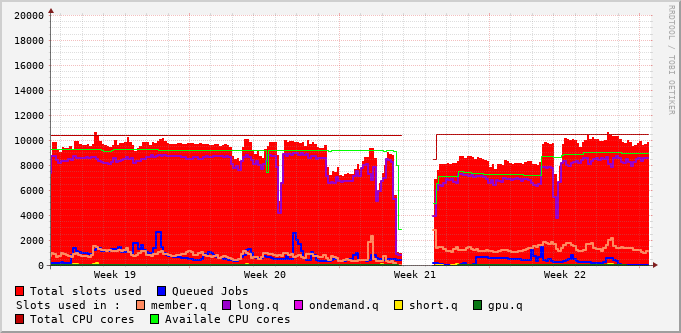 RRDTOOL / TOBI OETIKER
20000
18000
16000
14000
12000
10000
8000
6000
4000
2000
0
Week 19 Week 20 Week 21 Week 22
Total slots used Queued Jobs
Slots used in : member.q long.q ondemand.q short.q gpu.q
Total CPU cores Availale CPU cores